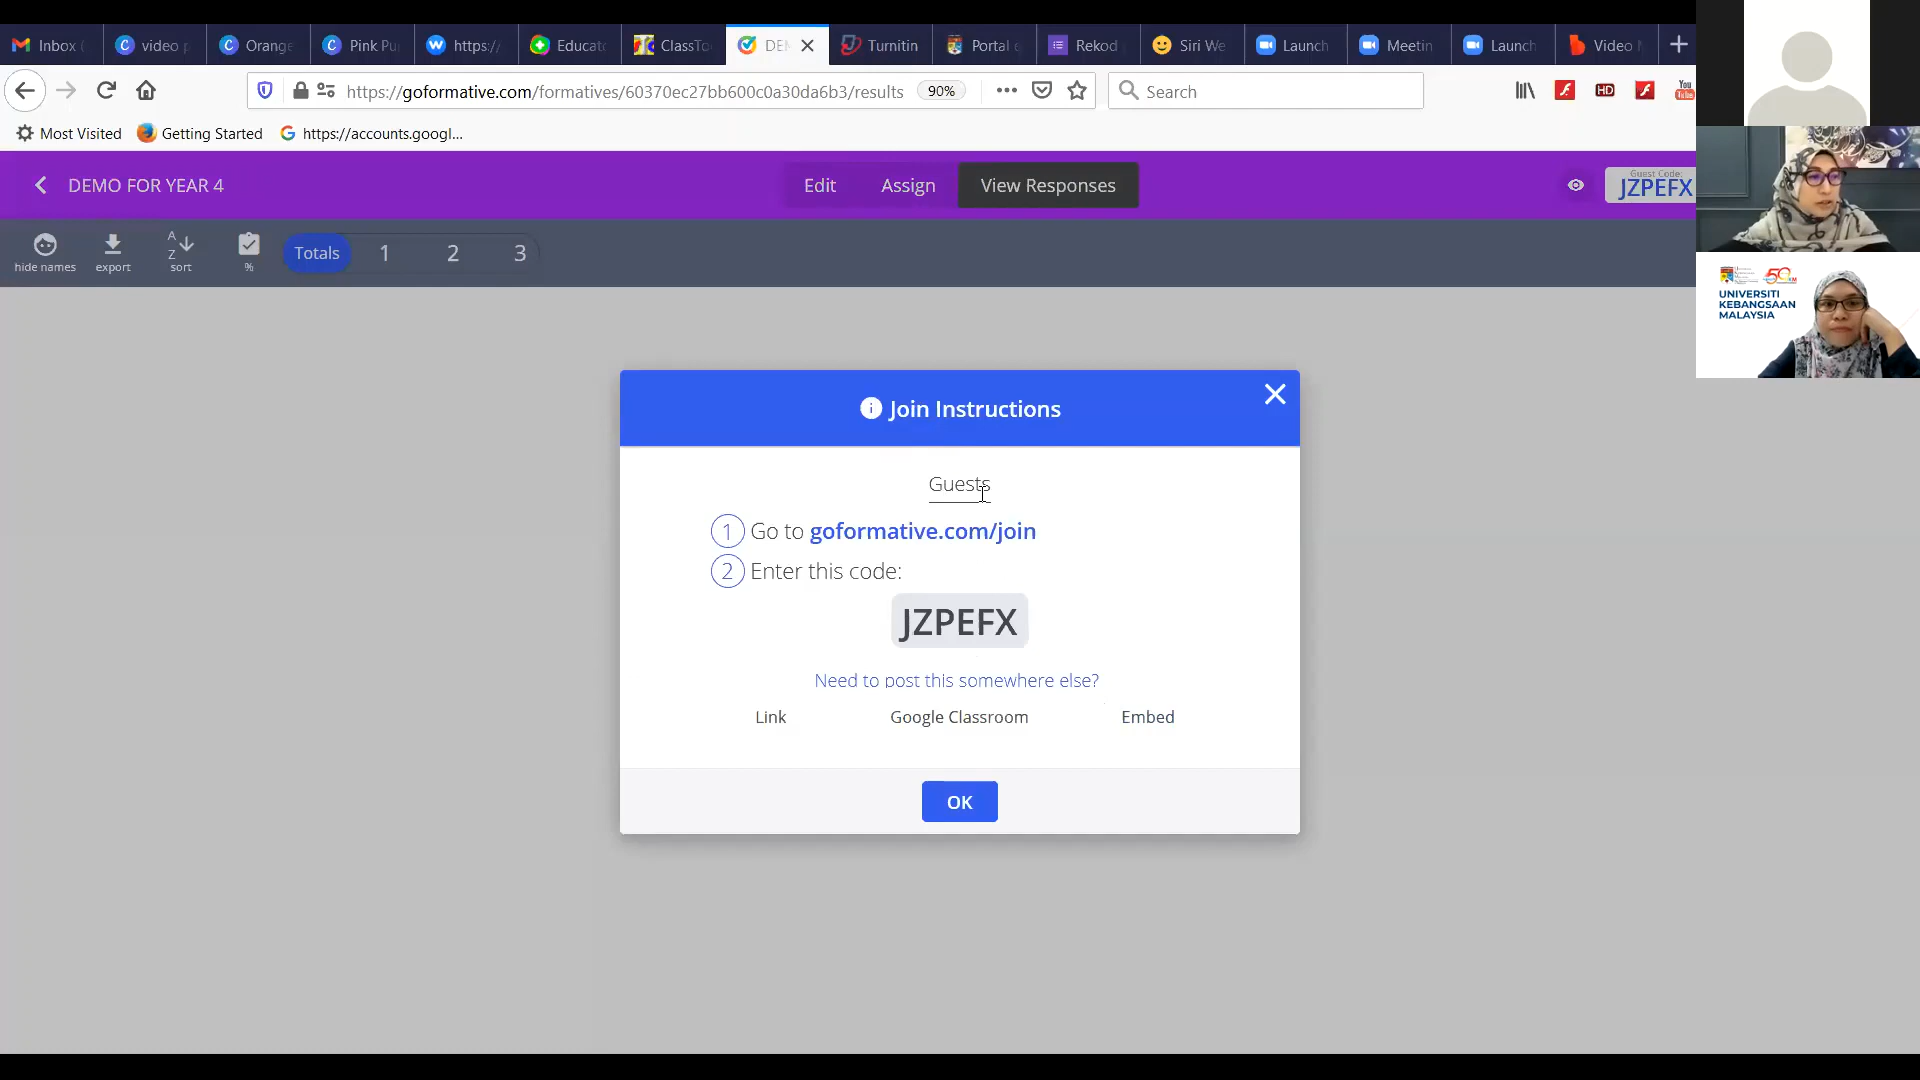 Inbox
video p
Orange
Pink Pu
https:/
Educat
ClassTo
DEM
Turnitin
Portal
Rekod
Siri We
Launch
Meetin
Launch
Video
https://goformative.com/formatives/60370ec27bb600c0a30da6b3/results
90%
Search
HD
You
Most Visited
Getting Started
https://accounts.googl...
DEMO FOR YEAR 4
Edit
Assign
View Responses
Guest Code:
JZPEFX
hide names
export
A
Z
sort
%
Totals
1
2
3
UNIVERSITI
KEBANGSAAN
MALAYSIA
Join Instructions
Guests
1 Go to goformative.com/join
2 Enter this code:
JZPEFX
Need to post this somewhere else?
Link
Google Classroom
Embed
OK